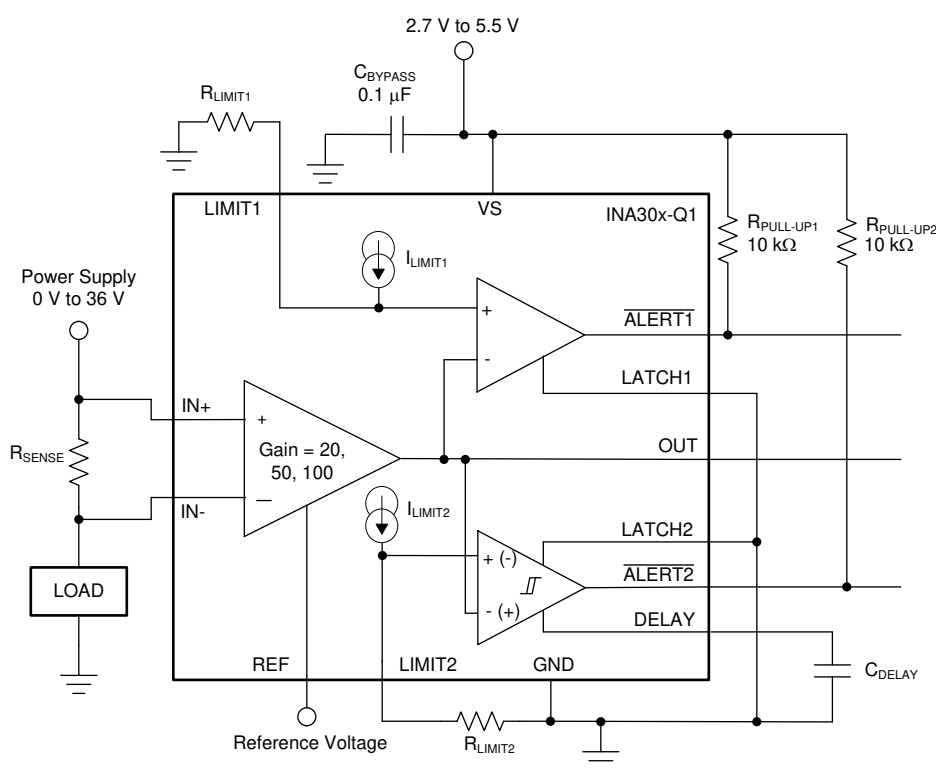 2.7 V to 5.5 V
CBYPASS
0.1 μF
RLIMIT1
LIMIT1
VS
INA30x-Q1
RPULL-UP1
10 kΩ
RPULL-UP2
10 kΩ
ILIMIT1
Power Supply
0 V to 36 V
+
-
ALERT1
LATCH1
IN+
+
RSENSE
Gain = 20,
50, 100
OUT
IN-
–
ILIMIT2
LATCH2
+ (-)
ALERT2
- (+)
LOAD
DELAY
REF
LIMIT2
GND
CDELAY
Reference Voltage
RLIMIT2